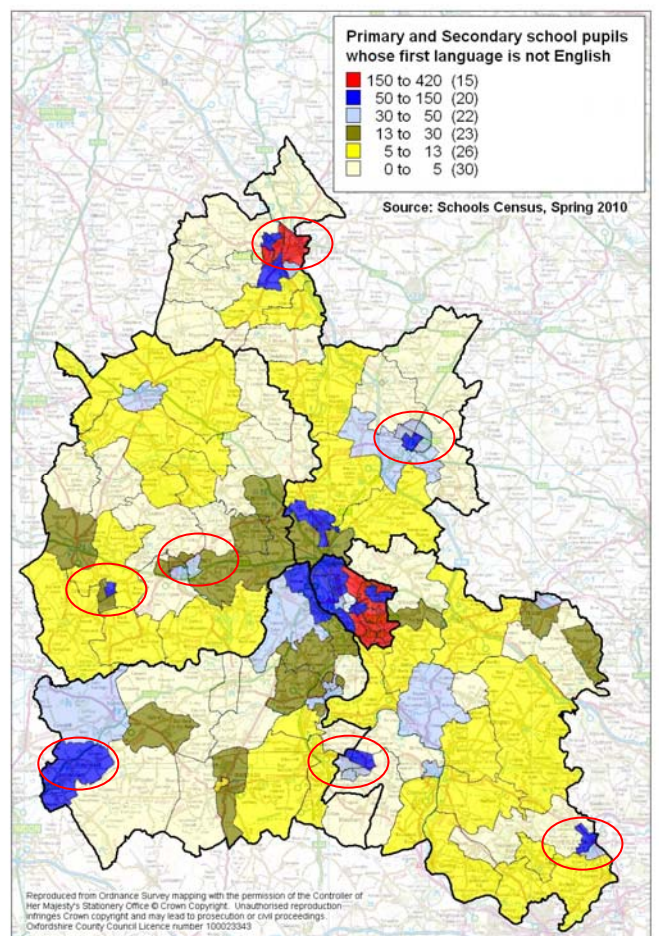 Primary and Secondary school pupils
whose first language is not English
150 to 420 (15)
50 to 150 (20)
30 to 50 (22)
13 to 30 (23)
5 to 13 (26)
0 to 5 (30)
Source: Schools Census, Spring 2010
Reproduced from Ordnance Survey mapping with the permission of the Controller of
Her Majesty's Stationery Office © Crown Copyright. Unauthorised reproduction
infringes Crown copyright and may lead to prosecution or civil proceedings.
Oxfordshire County Council Licence number 100023343